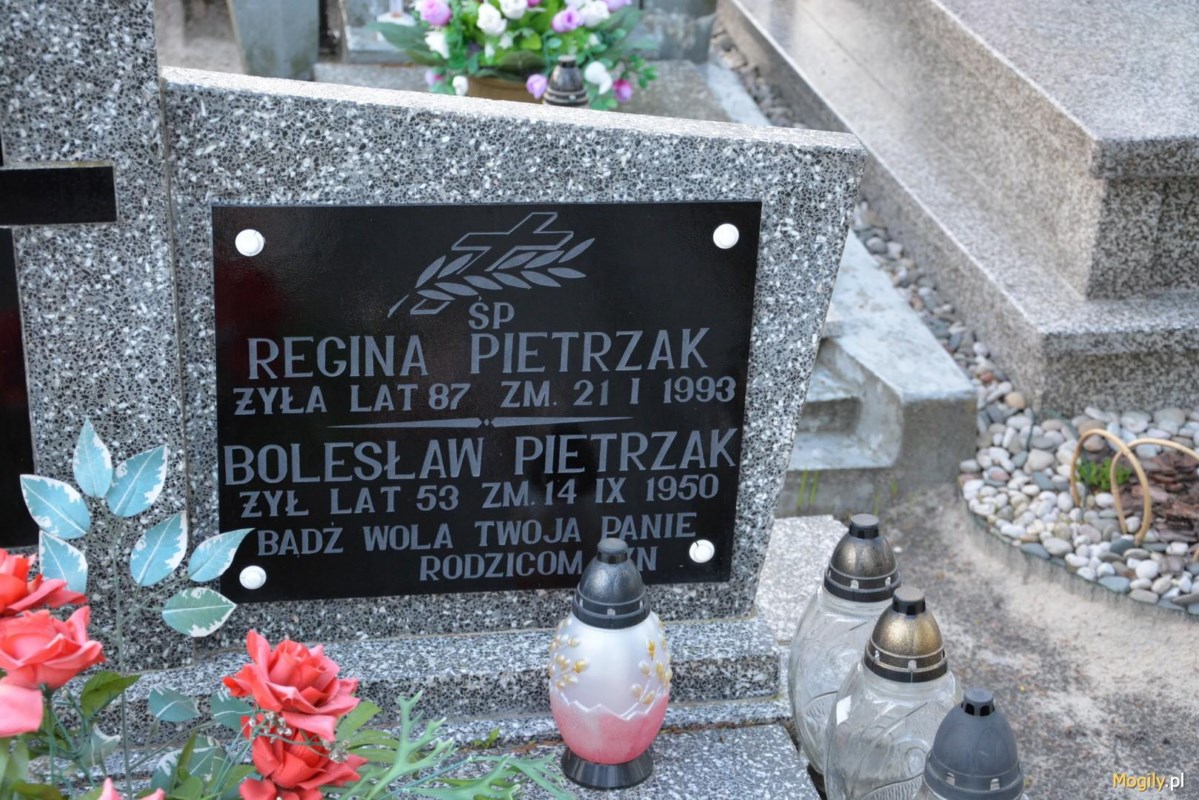 ŚP
REGINA PIETRZAK
ŻYŁA LAT 87 ZM. 21 I 1993
BOLESŁAW PIETRZAK
ŻYŁ LAT 53 ZM. 14 IX 1950
BĄDŹ WOLA TWOJA PANIE
RODZICOM
Mogily.pl